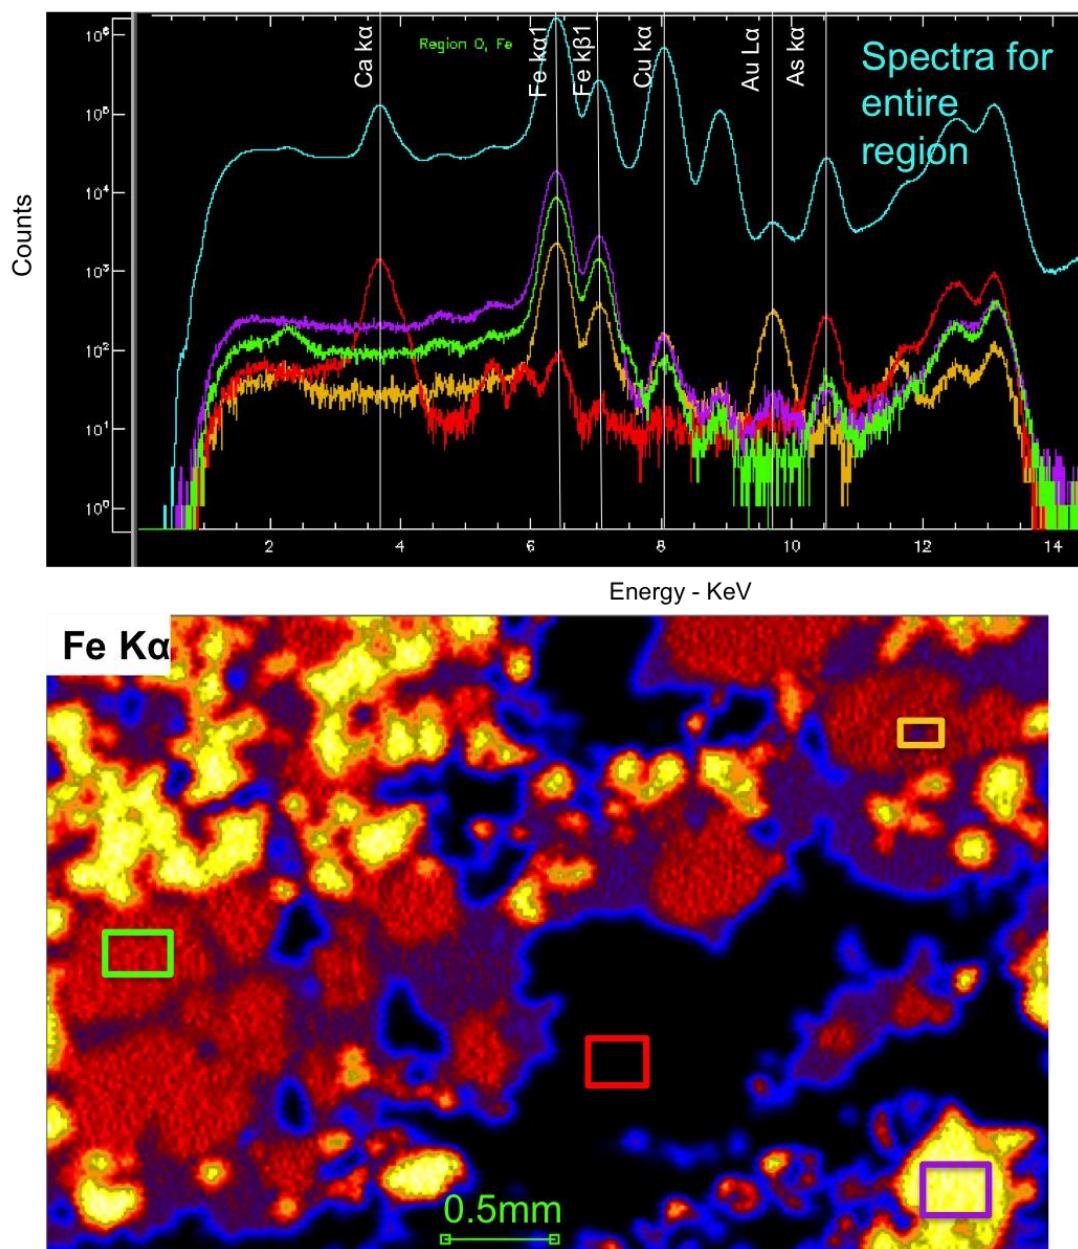 10⁶
10⁵
10⁴
10³
10²
10¹
10⁰
Counts
Ca kα
Region 0, Fe
Fe kα1
Fe kβ1
Cu kα
Au Lα
As kα
Spectra for
entire
region
2 4 6 8 10 12 14
Energy - KeV
Fe Kα
0.5mm